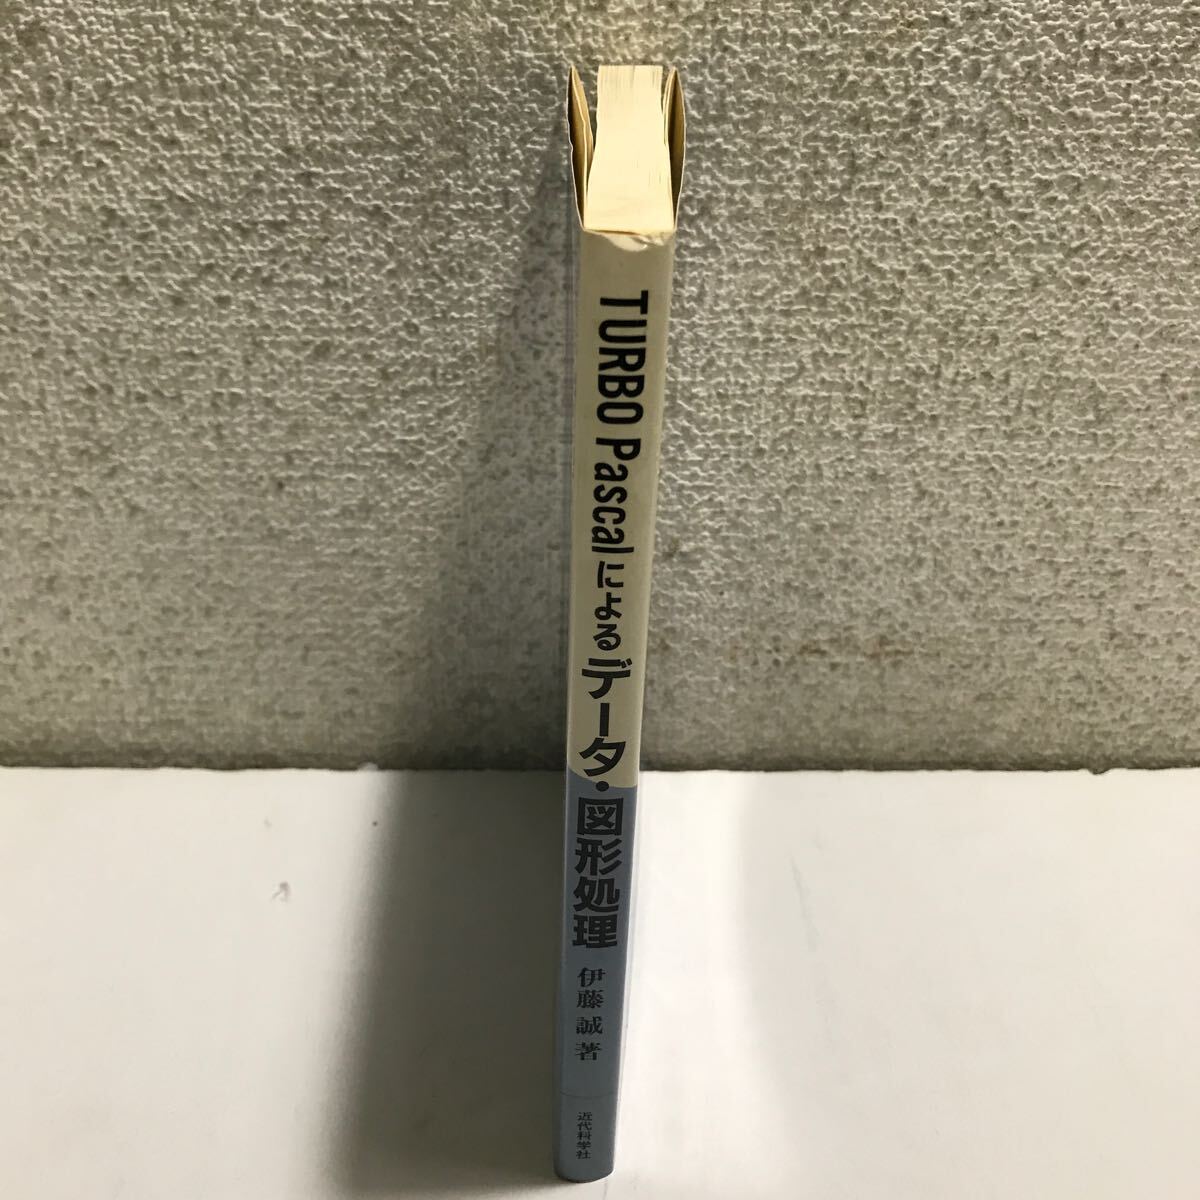 TURBO Pascalによるデータ・図形処理
伊藤 誠 著
近代科学社